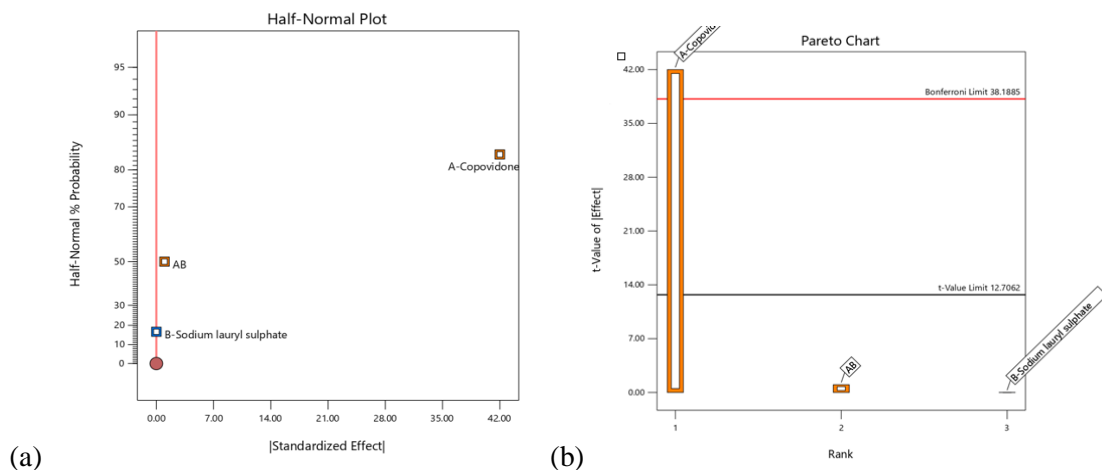 Half-Normal Plot
Half-Normal % Probability
95
90
80
70
50
30
20
10
0
A-Copovidone
AB
B-Sodium lauryl sulphate
0.00 7.00 14.00 21.00 28.00 35.00 42.00
|Standardized Effect|
(a)
Pareto Chart
t-Value of |Effect|
42.00
35.00
28.00
21.00
14.00
7.00
0.00
Bonferroni Limit 38.1885
t-Value Limit 12.7062
AB
B-Sodium lauryl sulphate
1 2 3
Rank
(b)